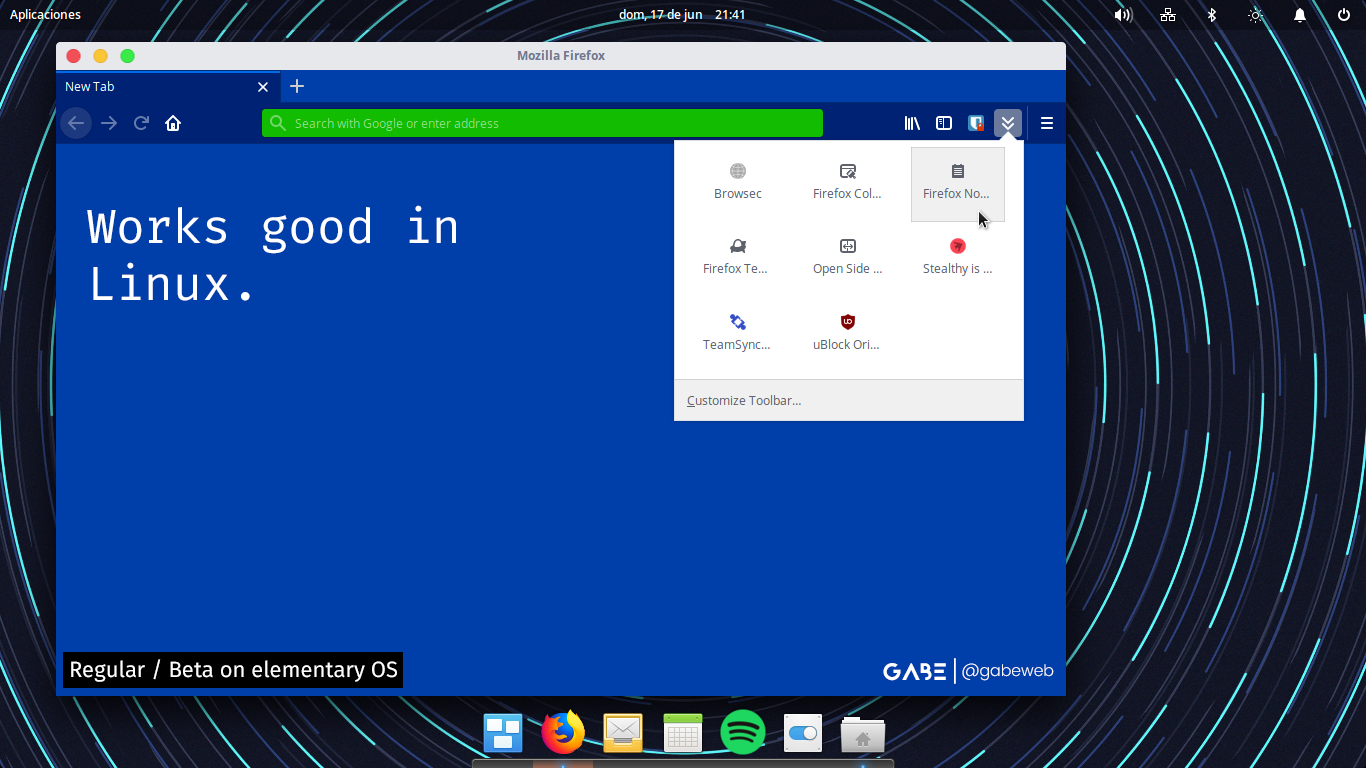 Aplicaciones
dom, 17 de jun 21:41
Mozilla Firefox
New Tab
Search with Google or enter address
Browsec
Firefox Col...
Firefox No...
Firefox Te...
Open Side ...
Stealthy is ...
TeamSync...
uBlock Ori...
Customize Toolbar...
Works good in
Linux.
Regular / Beta on elementary OS
GABE | @gabeweb